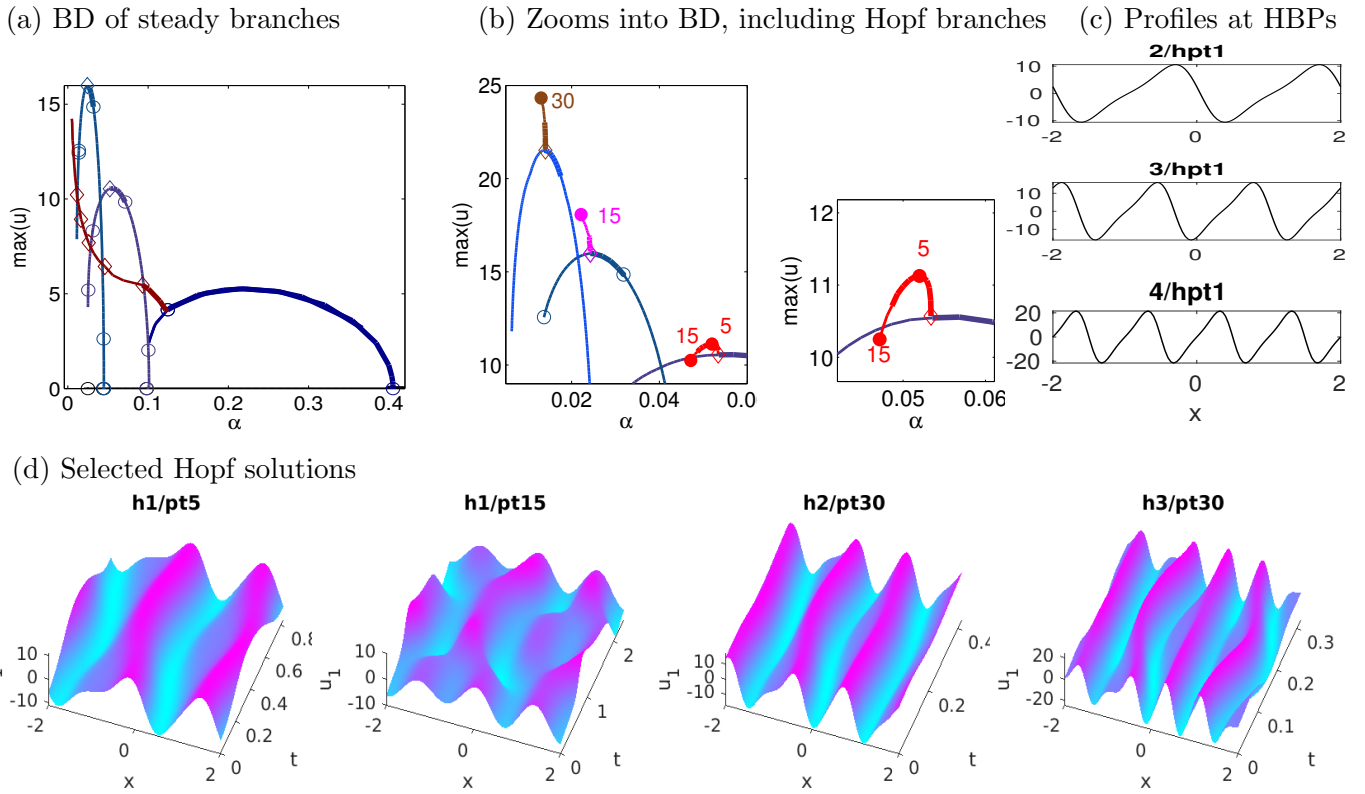 (a) BD of steady branches
(b) Zooms into BD, including Hopf branches
(c) Profiles at HBPs
15
10
5
0
max(u)
0
0.1
0.2
0.3
0.4
α
25
20
15
10
max(u)
30
15
15
5
0.02
0.04
0.0
α
12
11
10
max(u)
5
15
0.05
0.06
α
2/hpt1
10
0
-10
-2
0
2
3/hpt1
10
0
-10
-2
0
2
4/hpt1
20
0
-20
-2
0
2
x
(d) Selected Hopf solutions
h1/pt5
10
0
-10
-2
0
2
x
0
0.2
0.4
0.6
0.8
t
h1/pt15
u1
10
0
-10
-2
0
2
x
0
1
2
t
h2/pt30
u1
10
0
-10
-2
0
2
x
0
0.2
0.4
t
h3/pt30
u1
20
0
-20
-2
0
2
x
0
0.1
0.2
0.3
t